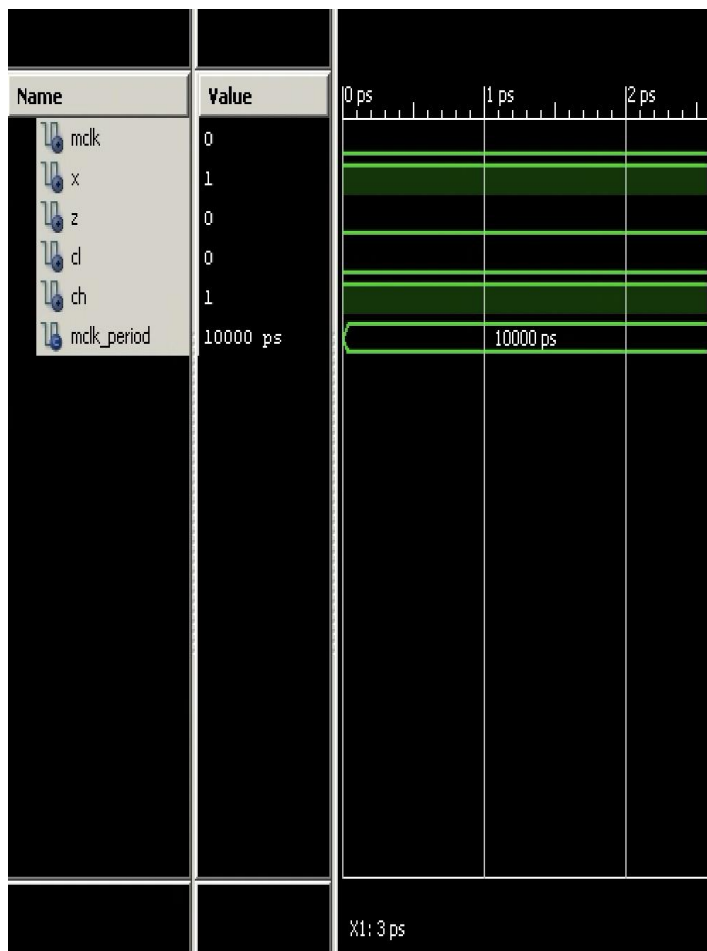 Name Value 0 ps 1 ps 2 ps
mclk 0
x 1
z 0
cl 0
ch 1
mclk_period 10000 ps 10000 ps
X1: 3 ps